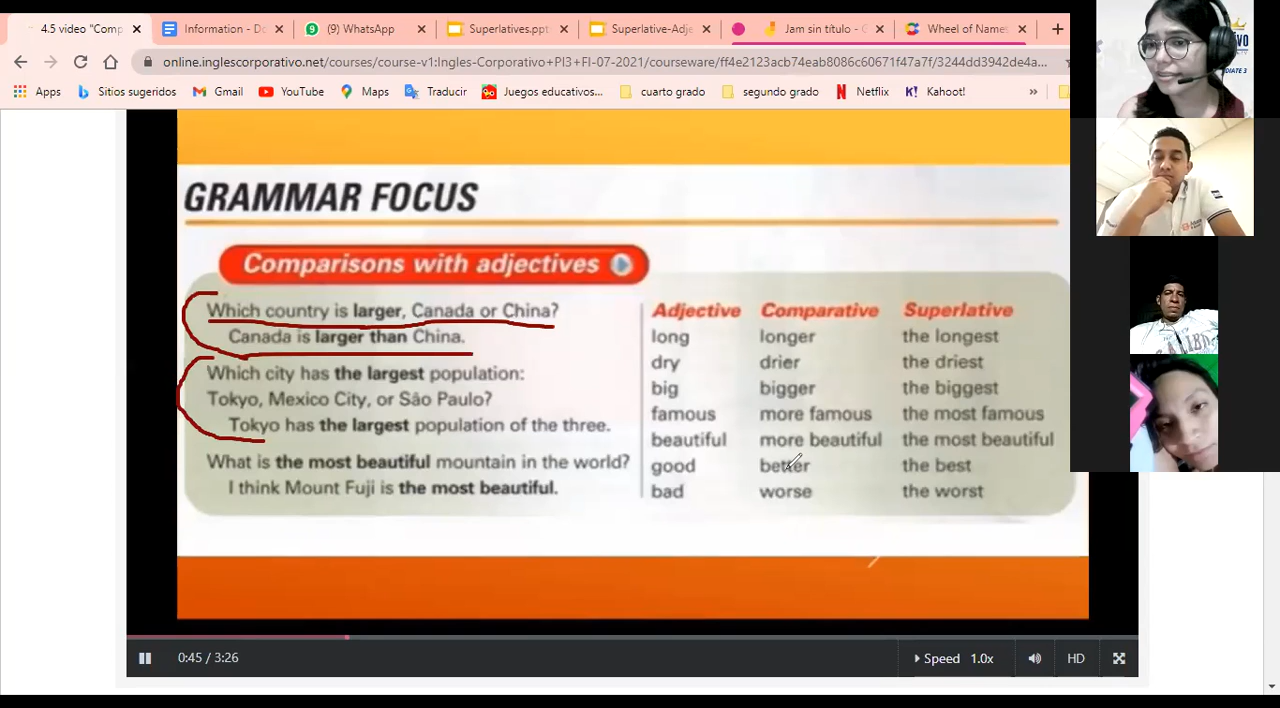 4.5 video "Comp
Information - Do
(9) WhatsApp
Superlatives.ppt
Superlative-Adje
Jam sin título - G
Wheel of Name
online.inglescorporativo.net/courses/course-v1:Ingles-Corporativo+PI3+FI-07-2021/courseware/ff4e2123acb74eab8086c60671f47a7f/3244dd3942de4a...
Apps
Sitios sugeridos
Gmail
YouTube
Maps
Traducir
Juegos educativos...
cuarto grado
segundo grado
Netflix
Kahoot!
»
GRAMMAR FOCUS
Comparisons with adjectives
Which country is larger, Canada or China?
Canada is larger than China.
Which city has the largest population:
Tokyo, Mexico City, or São Paulo?
Tokyo has the largest population of the three.
What is the most beautiful mountain in the world?
I think Mount Fuji is the most beautiful.
Adjective Comparative Superlative
long longer the longest
dry drier the driest
big bigger the biggest
famous more famous the most famous
beautiful more beautiful the most beautiful
good better the best
bad worse the worst
0:45 / 3:26
Speed 1.0x
HD